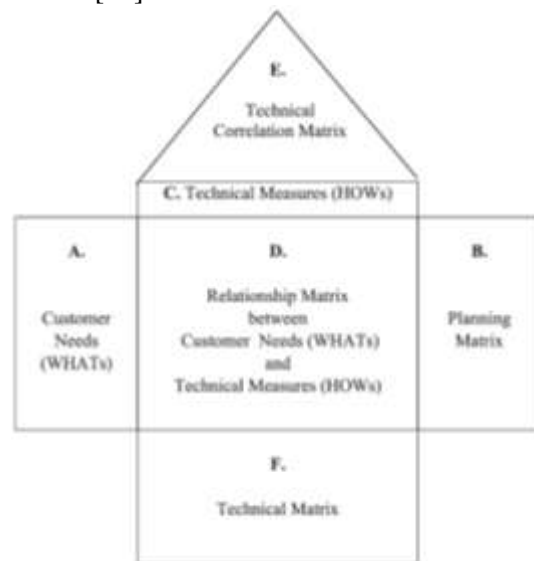 E.
Technical
Correlation Matrix
C. Technical Measures (HOWs)
A.
Customer
Needs
(WHATs)
D.
Relationship Matrix
between
Customer Needs (WHATs)
and
Technical Measures (HOWs)
B.
Planning
Matrix
F.
Technical Matrix